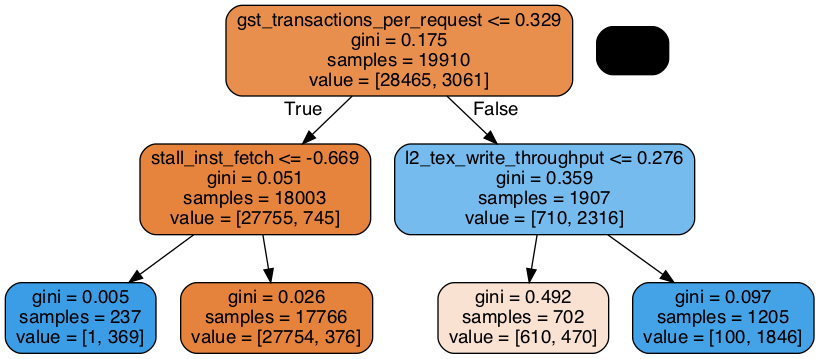 gst_transactions_per_request <= 0.329
gini = 0.175
samples = 19910
value = [28465, 3061]
True
False
stall_inst_fetch <= -0.669
gini = 0.051
samples = 18003
value = [27755, 745]
l2_tex_write_throughput <= 0.276
gini = 0.359
samples = 1907
value = [710, 2316]
gini = 0.005
samples = 237
value = [1, 369]
gini = 0.026
samples = 17766
value = [27754, 376]
gini = 0.492
samples = 702
value = [610, 470]
gini = 0.097
samples = 1205
value = [100, 1846]